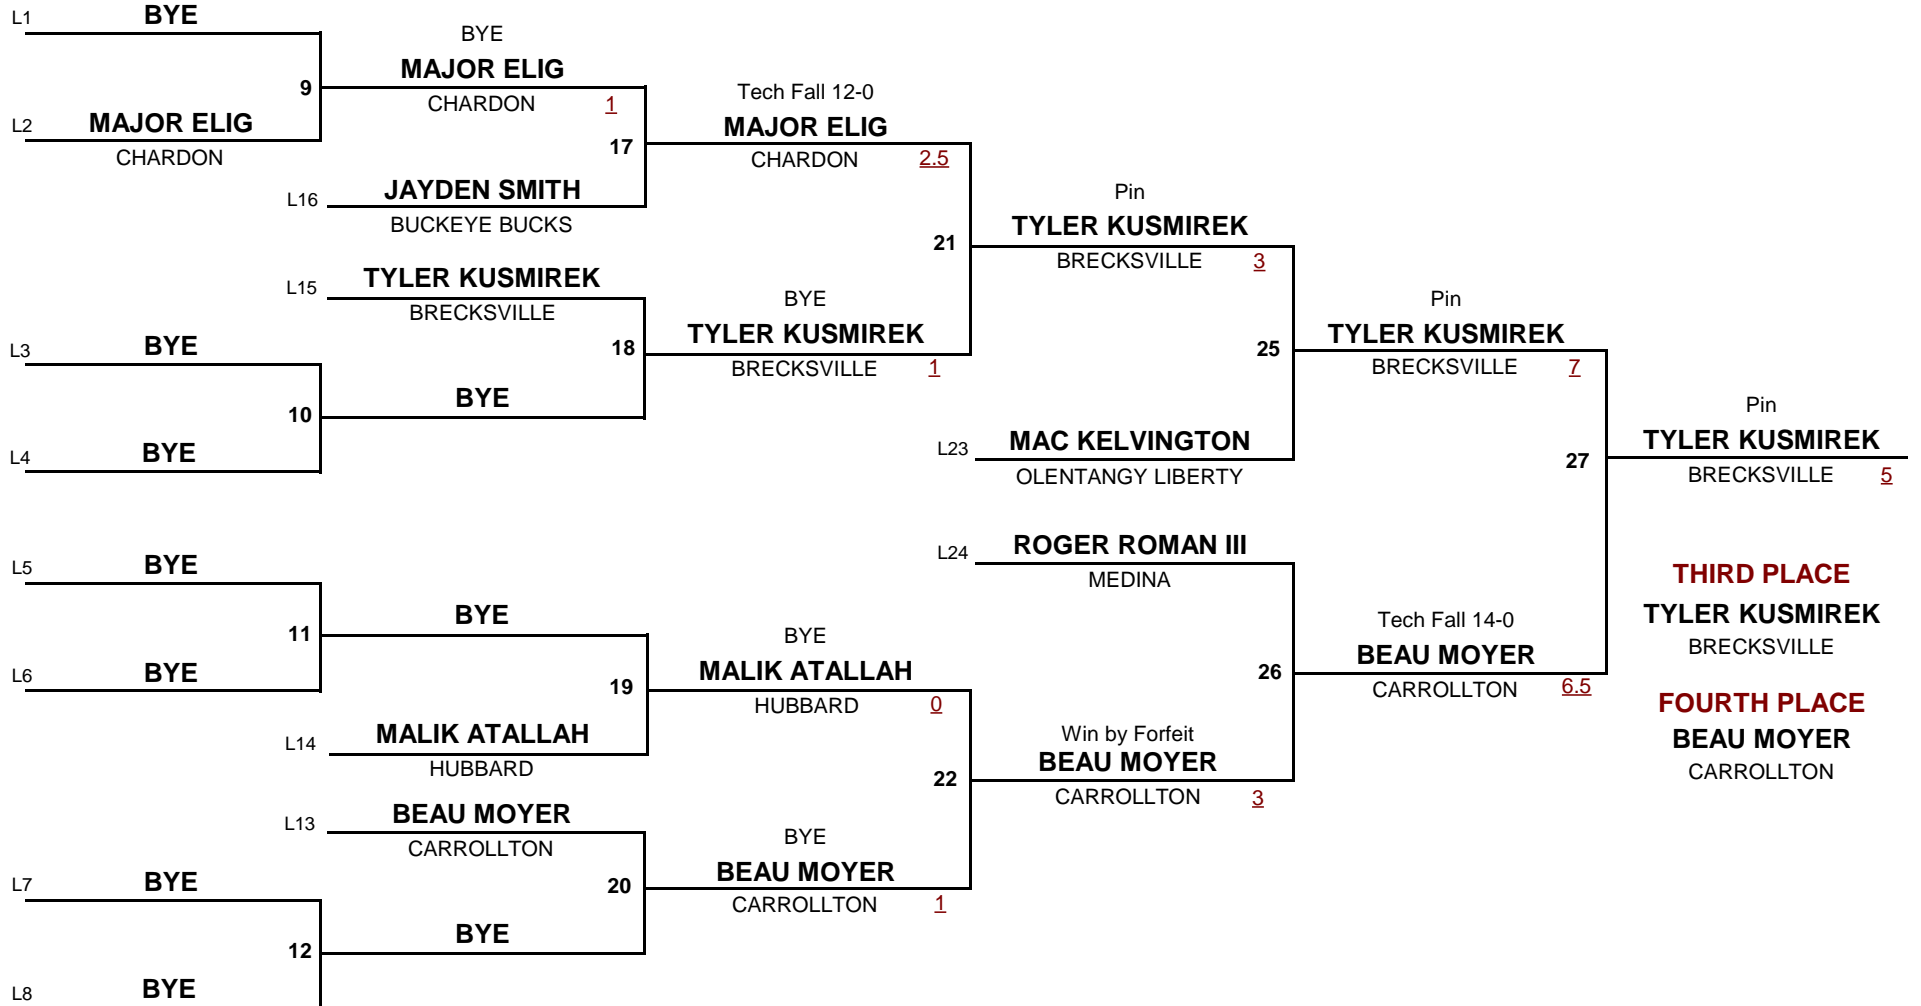 L1 BYE
BYE
MAJOR ELIG
9
CHARDON 1
L2 MAJOR ELIG
CHARDON
Tech Fall 12-0
MAJOR ELIG
17
CHARDON 2.5
L16 JAYDEN SMITH
BUCKEYE BUCKS
Pin
TYLER KUSMIREK
21
BRECKSVILLE 3
L15 TYLER KUSMIREK
BRECKSVILLE
BYE
TYLER KUSMIREK
18
BRECKSVILLE 1
L3 BYE
10
BYE
L4 BYE
Pin
TYLER KUSMIREK
25
BRECKSVILLE 7
L23 MAC KELVINGTON
OLENTANGY LIBERTY
Pin
TYLER KUSMIREK
27
BRECKSVILLE 5
L24 ROGER ROMAN III
MEDINA
L5 BYE
11
BYE
L6 BYE
BYE
MALIK ATALLAH
19
HUBBARD 0
L14 MALIK ATALLAH
HUBBARD
Tech Fall 14-0
BEAU MOYER
26
CARROLLTON 6.5
Win by Forfeit
BEAU MOYER
22
CARROLLTON 3
L13 BEAU MOYER
CARROLLTON
BYE
BEAU MOYER
20
CARROLLTON 1
L7 BYE
12
BYE
L8 BYE
THIRD PLACE
TYLER KUSMIREK
BRECKSVILLE
FOURTH PLACE
BEAU MOYER
CARROLLTON